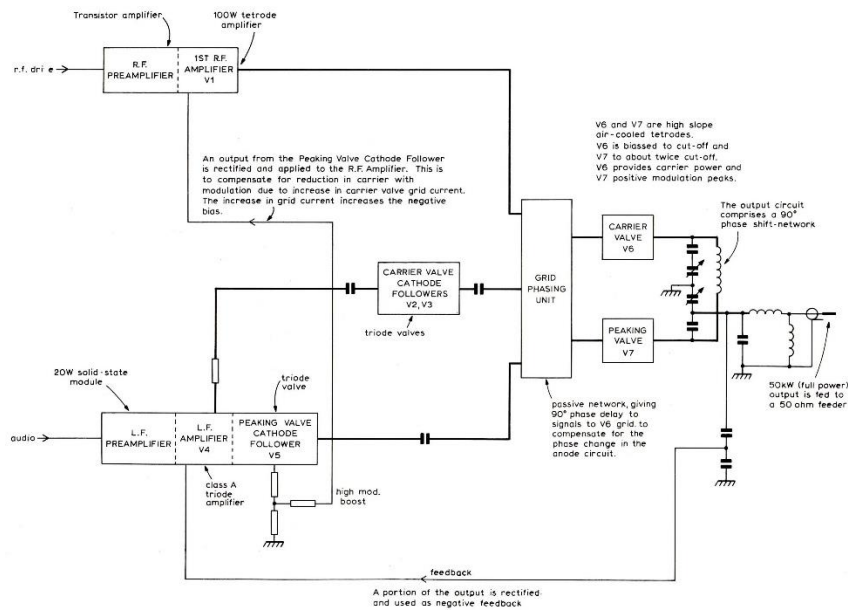 Transistor amplifier
100W tetrode
amplifier
r.f. dri e
R.F.
PREAMPLIFIER
1ST R.F.
AMPLIFIER
V1
An output from the Peaking Valve Cathode Follower
is rectified and applied to the R.F. Amplifier. This is
to compensate for reduction in carrier with
modulation due to increase in carrier valve grid current.
The increase in grid current increases the negative
bias.
V6 and V7 are high slope
air-cooled tetrodes.
V6 is biassed to cut-off and
V7 to about twice cut-off.
V6 provides carrier power and
V7 positive modulation peaks.
The output circuit
comprises a 90°
phase shift-network
CARRIER
VALVE
V6
CARRIER VALVE
CATHODE
FOLLOWERS
V2,V3
triode valves
GRID
PHASING
UNIT
PEAKING
VALVE
V7
50kW (full power)
output is fed to
a 50 ohm feeder
20W solid-state
module
triode
valve
audio
L.F.
PREAMPLIFIER
L.F.
AMPLIFIER
V4
PEAKING VALVE
CATHODE
FOLLOWER
V5
passive network, giving
90° phase delay to
signals to V6 grid, to
compensate for the
phase change in the
anode circuit.
class A
triode
amplifier
high mod.
boost
feedback
A portion of the output is rectified
and used as negative feedback